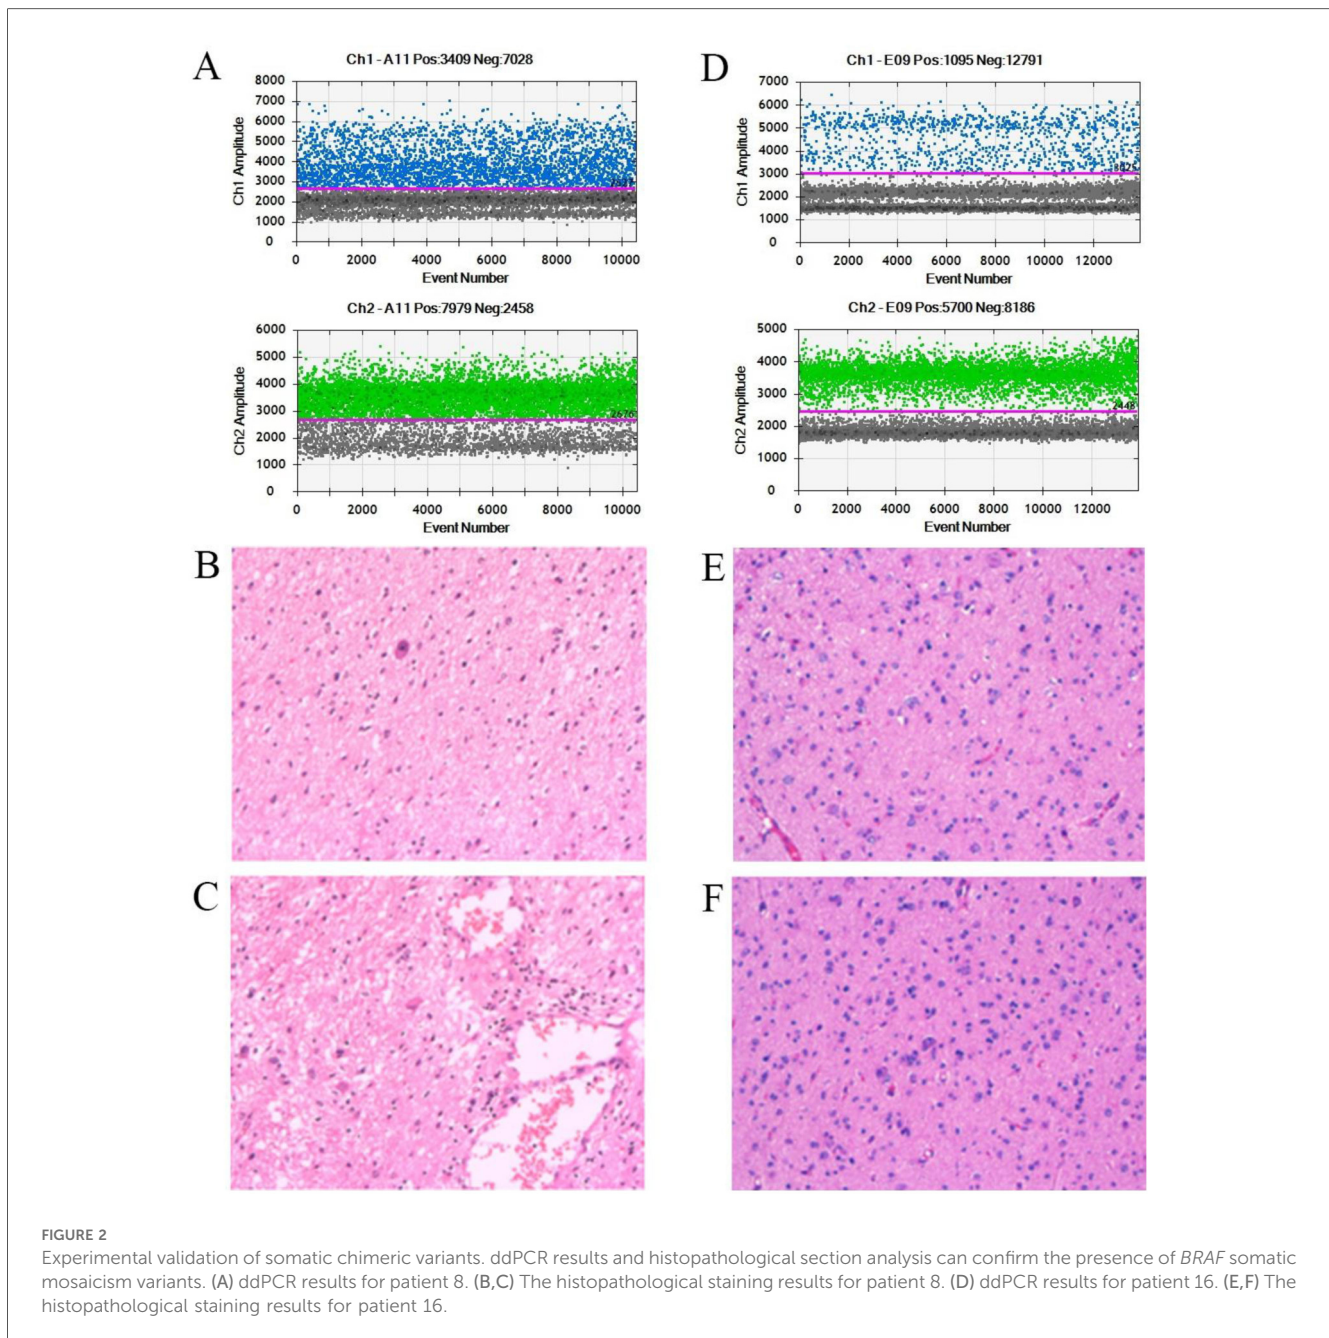 A
Ch1 - A11 Pos:3409 Neg:7028
8000
7000
6000
5000
4000
3000
2000
1000
0
Ch1 Amplitude
0 2000 4000 6000 8000 10000
Event Number
Ch2 - A11 Pos:7979 Neg:2458
6000
5000
4000
3000
2000
1000
0
Ch2 Amplitude
2676
0 2000 4000 6000 8000 10000
Event Number
D
Ch1 - E09 Pos:1095 Neg:12791
7000
6000
5000
4000
3000
2000
1000
0
Ch1 Amplitude
0 2000 4000 6000 8000 10000 12000
Event Number
Ch2 - E09 Pos:5700 Neg:8186
5000
4000
3000
2000
1000
0
Ch2 Amplitude
2448
0 2000 4000 6000 8000 10000 12000
Event Number
B
E
C
F
FIGURE 2
Experimental validation of somatic chimeric variants. ddPCR results and histopathological section analysis can confirm the presence of BRAF somatic
mosaicism variants. (A) ddPCR results for patient 8. (B,C) The histopathological staining results for patient 8. (D) ddPCR results for patient 16. (E,F) The
histopathological staining results for patient 16.